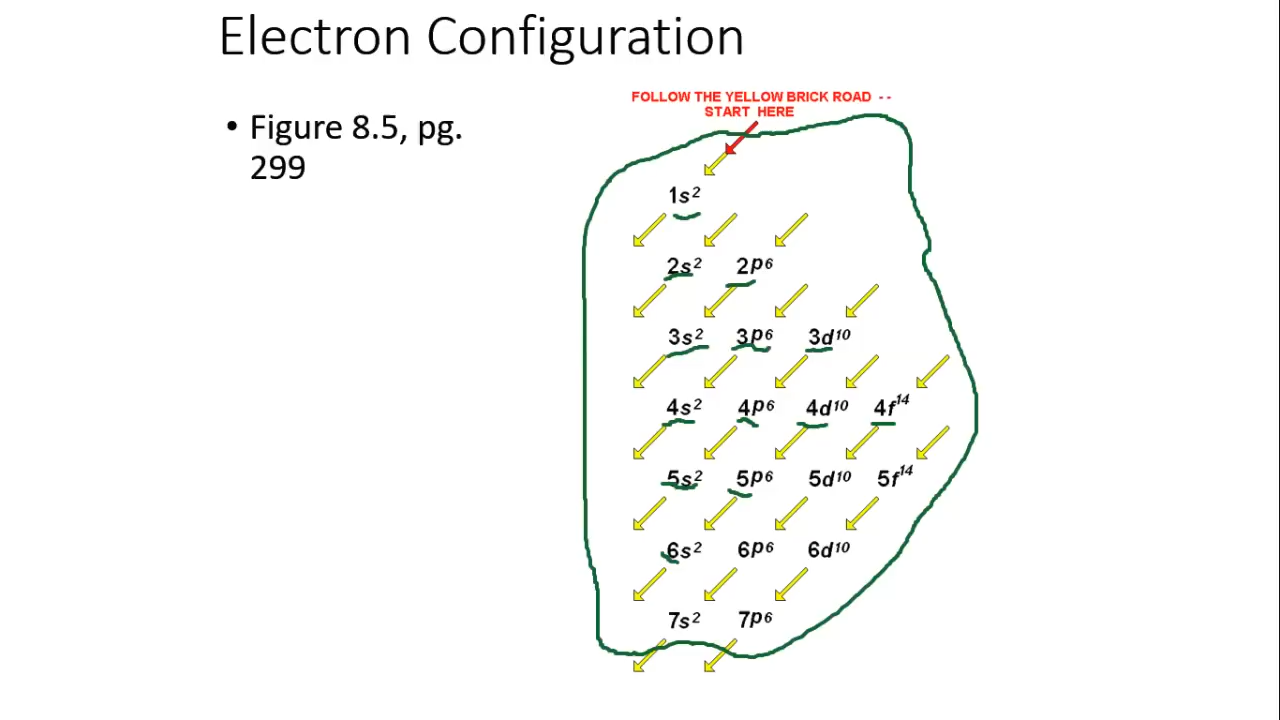 Electron Configuration
• Figure 8.5, pg.
299
FOLLOW THE YELLOW BRICK ROAD --
START HERE
1s²
2s² 2p⁶
3s² 3p⁶ 3d¹⁰
4s² 4p⁶ 4d¹⁰ 4f¹⁴
5s² 5p⁶ 5d¹⁰ 5f¹⁴
6s² 6p⁶ 6d¹⁰
7s² 7p⁶